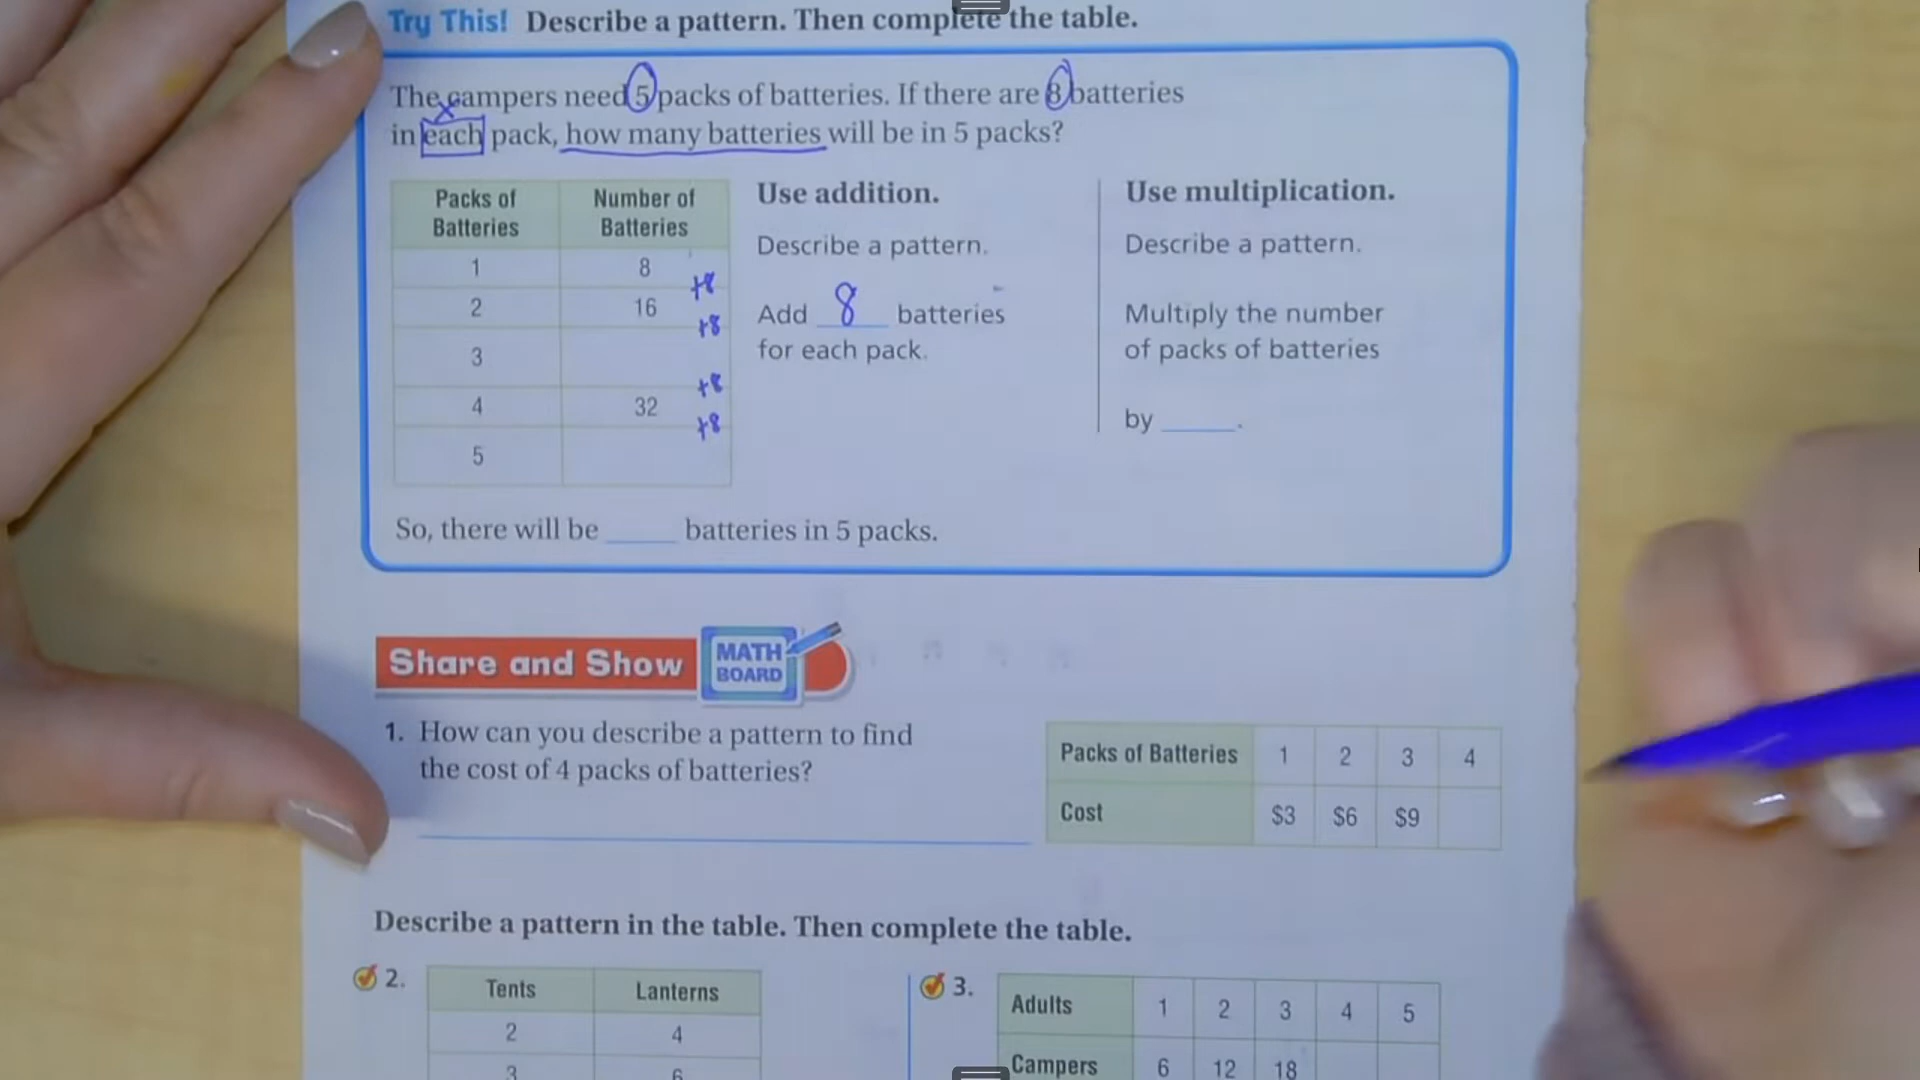 Try This! Describe a pattern. Then complete the table.
The campers need 5 packs of batteries. If there are 8 batteries
x
in each pack, how many batteries will be in 5 packs?
Packs of Batteries
Number of Batteries
1 8
+8
2 16
+8
3
+8
4 32
+8
5
Use addition.
Describe a pattern.
Add 8 batteries
for each pack.
Use multiplication.
Describe a pattern.
Multiply the number
of packs of batteries
by ____.
So, there will be ____ batteries in 5 packs.
Share and Show MATH BOARD
1. How can you describe a pattern to find
the cost of 4 packs of batteries?
Packs of Batteries 1 2 3 4
Cost $3 $6 $9
Describe a pattern in the table. Then complete the table.
2.
Tents Lanterns
2 4
3 6
3.
Adults 1 2 3 4 5
Campers 6 12 18